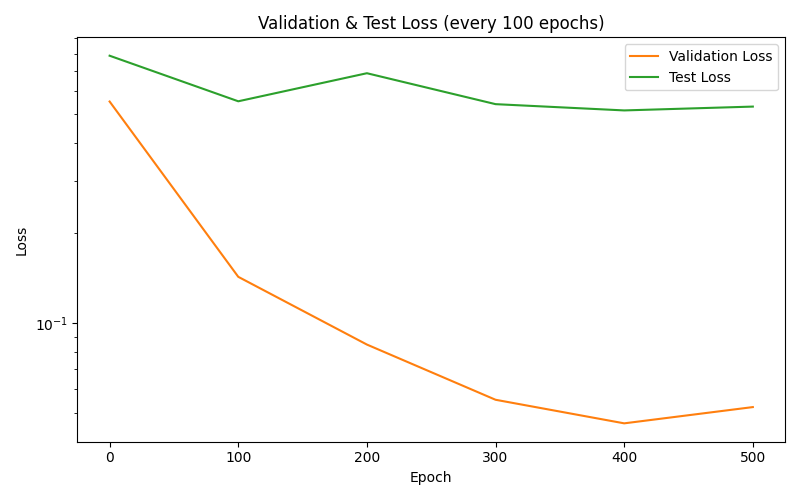 Validation & Test Loss (every 100 epochs)
Validation Loss
Test Loss
Loss
10⁻¹
0 100 200 300 400 500
Epoch